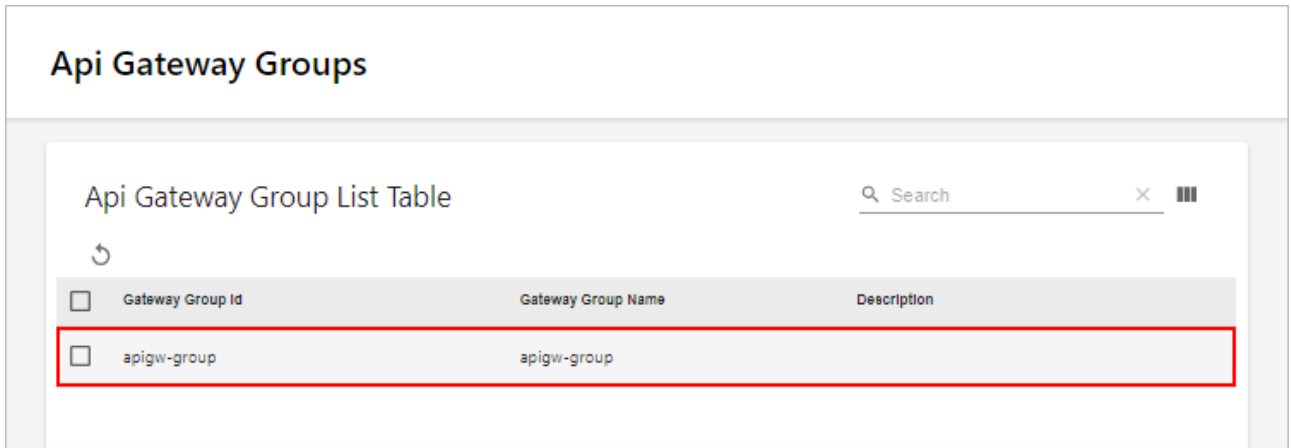 Api Gateway Groups
Api Gateway Group List Table
Search
Gateway Group Id Gateway Group Name Description
apigw-group apigw-group